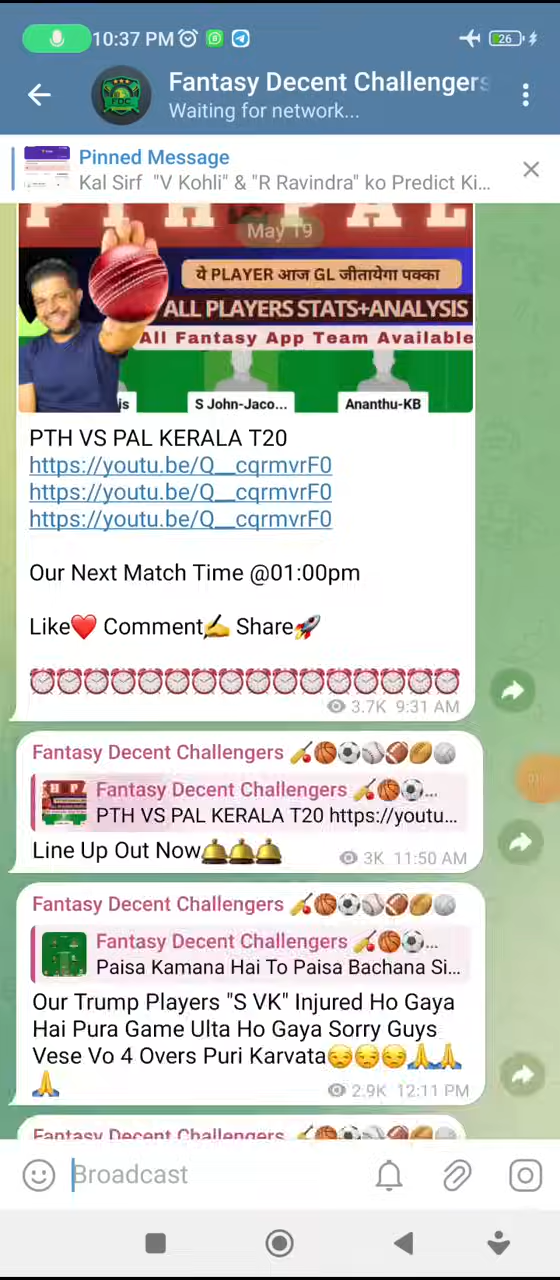 10:37 PM
26
Fantasy Decent Challengers
Waiting for network...
FDC
Pinned Message
Kal Sirf "V Kohli" & "R Ravindra" ko Predict Ki...
May 19
ये PLAYER आज GL जीतायेगा पक्का
ALL PLAYERS STATS+ANALYSIS
All Fantasy App Team Available
is
S John-Jaco...
Ananthu-KB
PTH VS PAL KERALA T20
https://youtu.be/Q__cqrmvrF0
https://youtu.be/Q__cqrmvrF0
https://youtu.be/Q__cqrmvrF0
Our Next Match Time @01:00pm
Like❤️ Comment✍️ Share🚀
⏰⏰⏰⏰⏰⏰⏰⏰⏰⏰⏰⏰⏰⏰⏰⏰
3.7K 9:31 AM
Fantasy Decent Challengers 🏏🏀⚽⚾🏈🏉🏐
Fantasy Decent Challengers 🏏🏀⚽...
PTH VS PAL KERALA T20 https://youtu...
Line Up Out Now🛎️🛎️🛎️
3K 11:50 AM
Fantasy Decent Challengers 🏏🏀⚽⚾🏈🏉🏐
Fantasy Decent Challengers 🏏🏀⚽...
Paisa Kamana Hai To Paisa Bachana Si...
Our Trump Players "S VK" Injured Ho Gaya
Hai Pura Game Ulta Ho Gaya Sorry Guys
Vese Vo 4 Overs Puri Karvata😒😒😒🙏🙏
🙏
2.9K 12:11 PM
Fantasy Decent Challengers 🏏🏀⚽⚾🏈🏉🏐
Broadcast